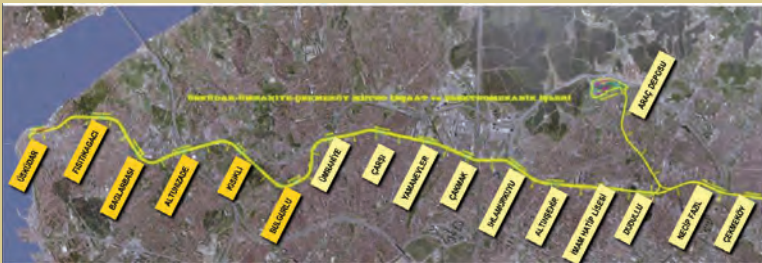 ÜSKÜDAR-ÜMRANİYE-ÇEKMEKÖY METRO İNŞAAT ve ELEKTROMEKANİK İŞLERİ
ARAÇ DEPOSU
ÜSKÜDAR
FISTIKAĞACI
BAĞLARBAŞI
ALTUNİZADE
KISIKLI
BULGURLU
ÜMRANİYE
ÇARŞI
YAMANEVLER
ÇAKMAK
IHLAMURKUYU
ALTINŞEHİR
İMAM HATİP LİSESİ
DUDULLU
NECİP FAZIL
ÇEKMEKÖY